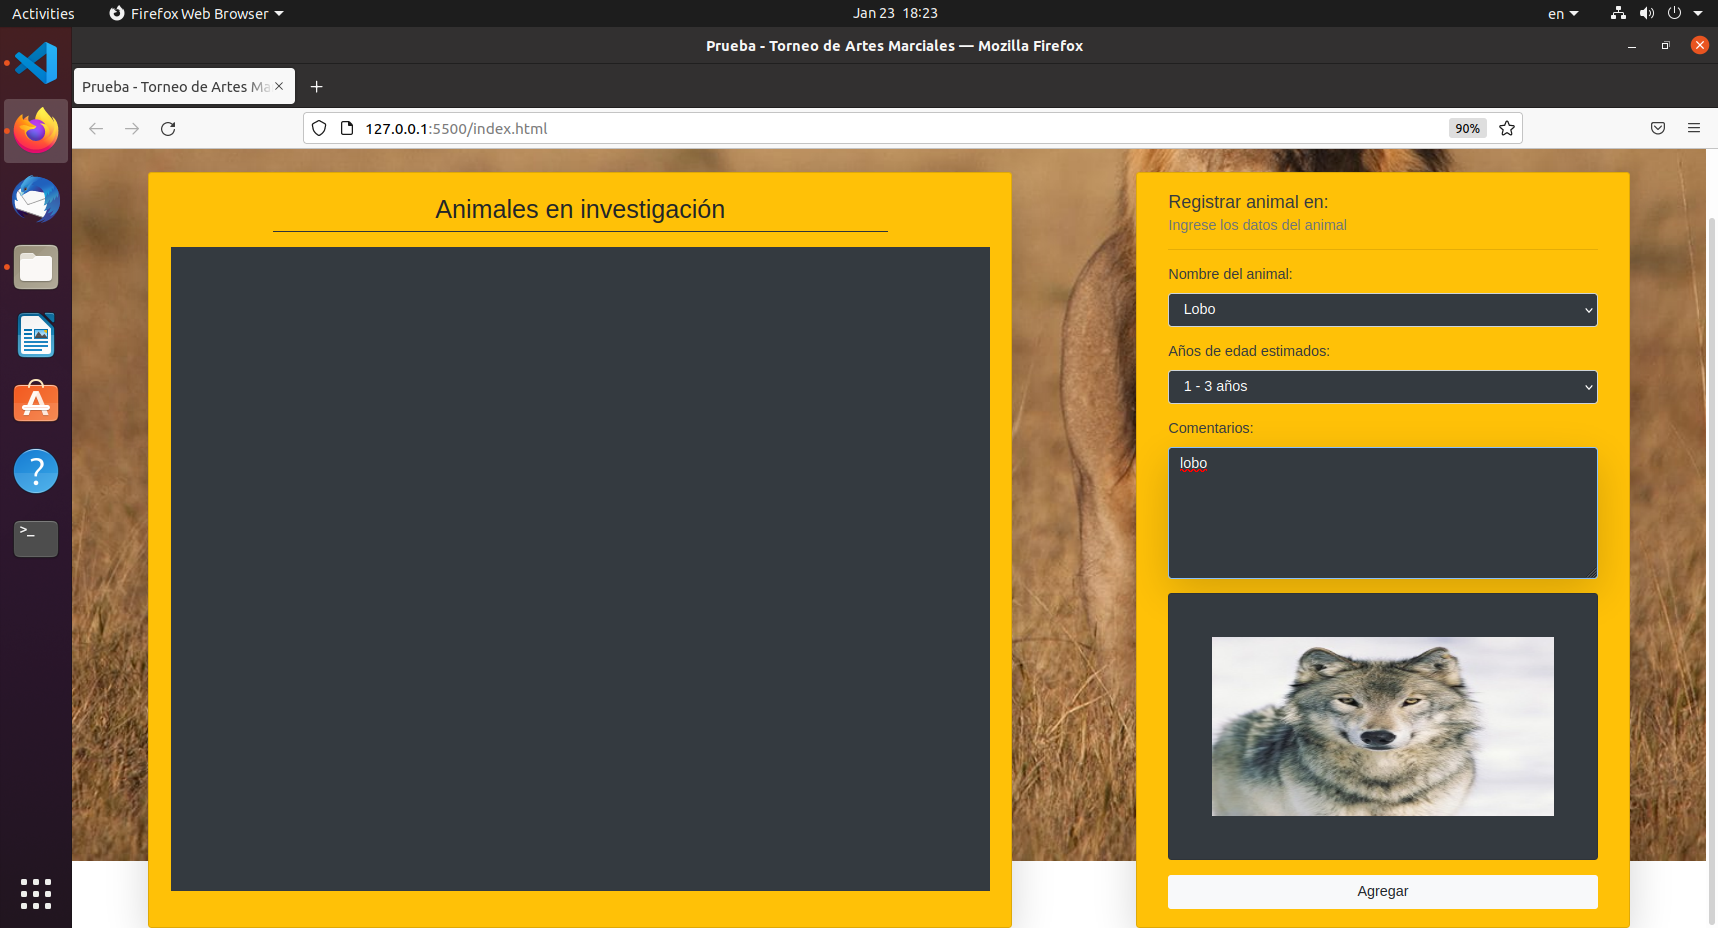 Activities
Firefox Web Browser
Jan 23 18:23
en
Prueba - Torneo de Artes Marciales — Mozilla Firefox
Prueba - Torneo de Artes Ma
127.0.0.1:5500/index.html
90%
Animales en investigación
Registrar animal en:
Ingrese los datos del animal
Nombre del animal:
Lobo
Años de edad estimados:
1 - 3 años
Comentarios:
lobo
Agregar